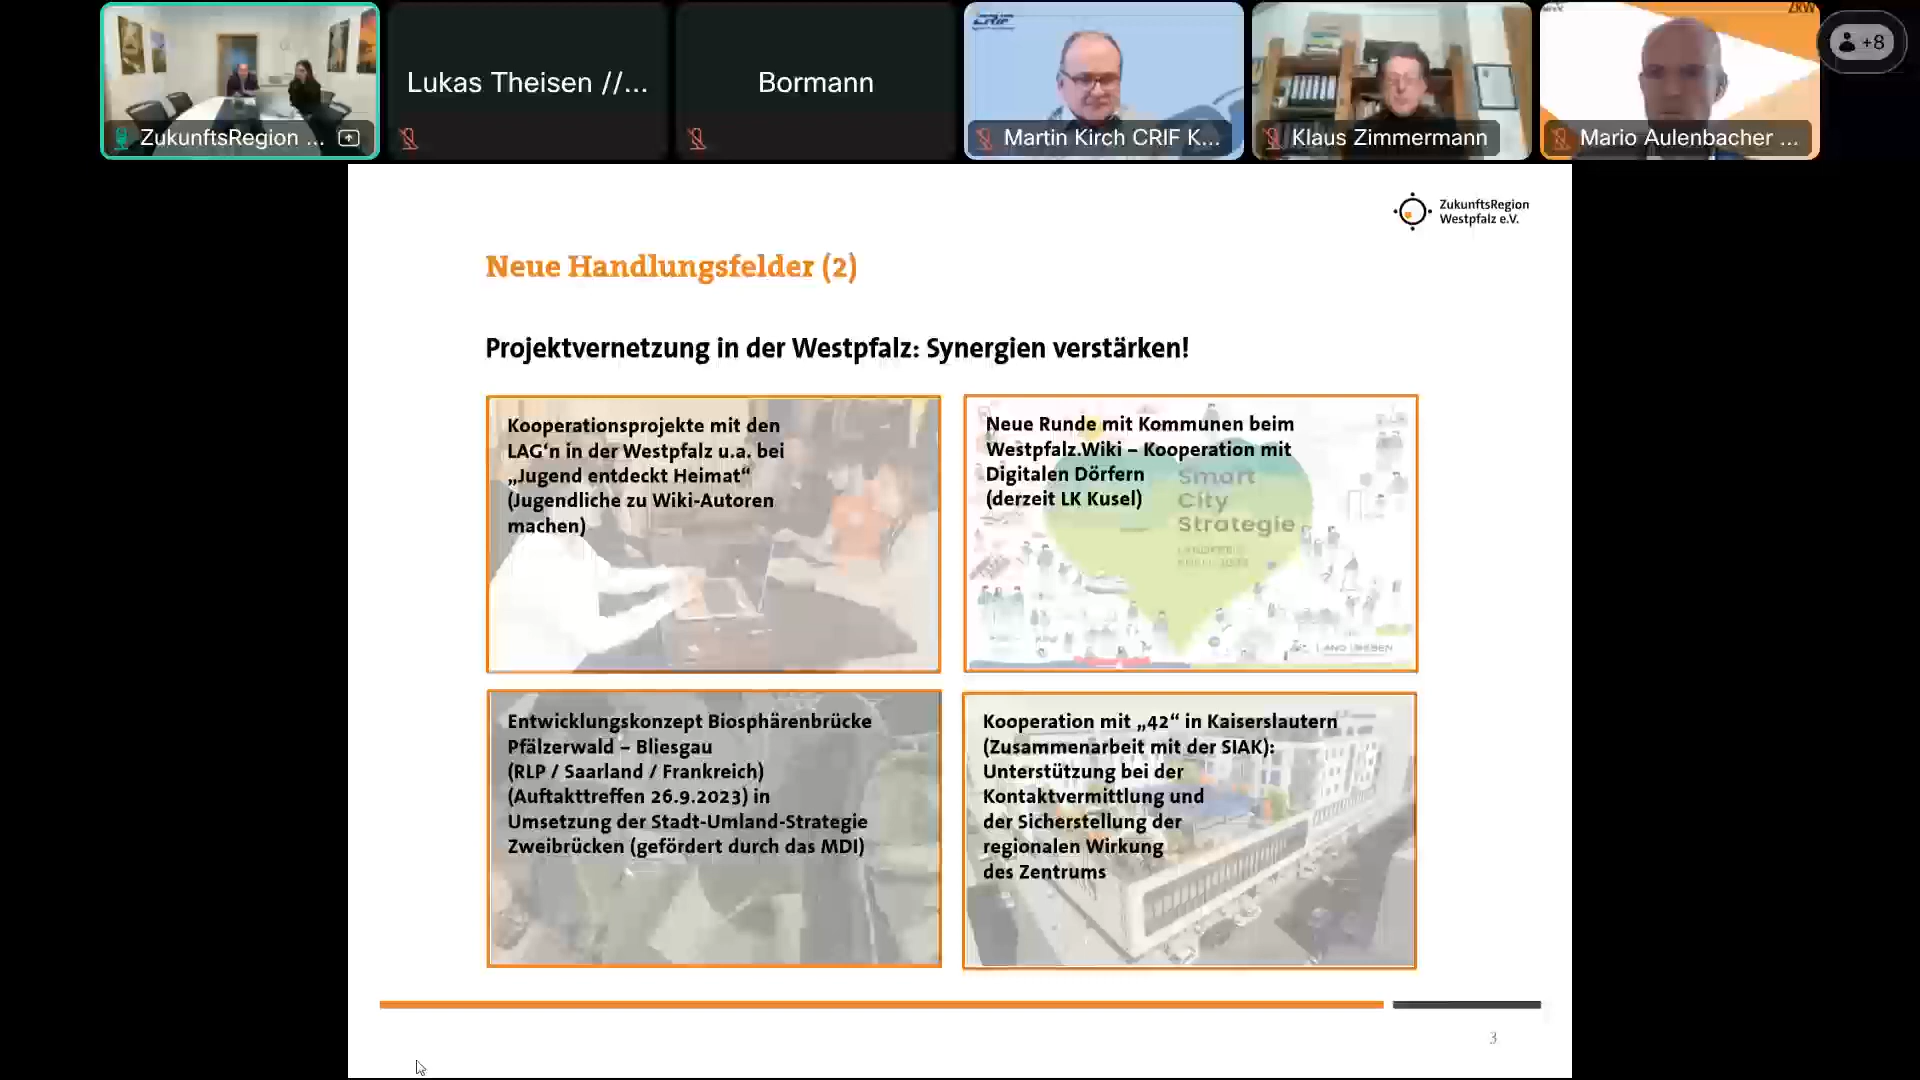 ZukunftsRegion ...
Lukas Theisen //...
Bormann
CRIF
Martin Kirch CRIF K...
Klaus Zimmermann
ZRW
Mario Aulenbacher ...
+8
ZukunftsRegion
Westpfalz e.V.
Neue Handlungsfelder (2)
Projektvernetzung in der Westpfalz: Synergien verstärken!
Kooperationsprojekte mit den
LAG‘n in der Westpfalz u.a. bei
„Jugend entdeckt Heimat“
(Jugendliche zu Wiki-Autoren
machen)
Neue Runde mit Kommunen beim
Westpfalz.Wiki – Kooperation mit
Digitalen Dörfern
(derzeit LK Kusel)
Smart
City
Strategie
LAND LIEBEN
Entwicklungskonzept Biosphärenbrücke
Pfälzerwald – Bliesgau
(RLP / Saarland / Frankreich)
(Auftakttreffen 26.9.2023) in
Umsetzung der Stadt-Umland-Strategie
Zweibrücken (gefördert durch das MDI)
Kooperation mit „42“ in Kaiserslautern
(Zusammenarbeit mit der SIAK):
Unterstützung bei der
Kontaktvermittlung und
der Sicherstellung der
regionalen Wirkung
des Zentrums
3